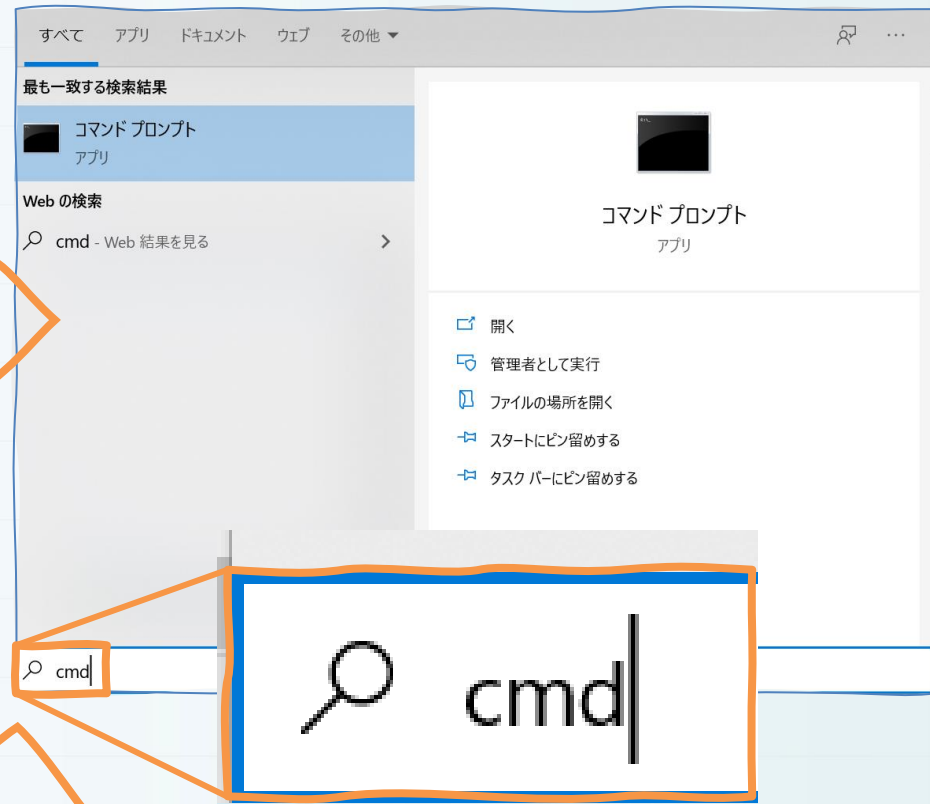 すべて アプリ ドキュメント ウェブ その他
最も一致する検索結果
コマンド プロンプト
アプリ
Web の検索
cmd - Web 結果を見る
コマンド プロンプト
アプリ
開く
管理者として実行
ファイルの場所を開く
スタートにピン留めする
タスク バーにピン留めする
cmd
cmd